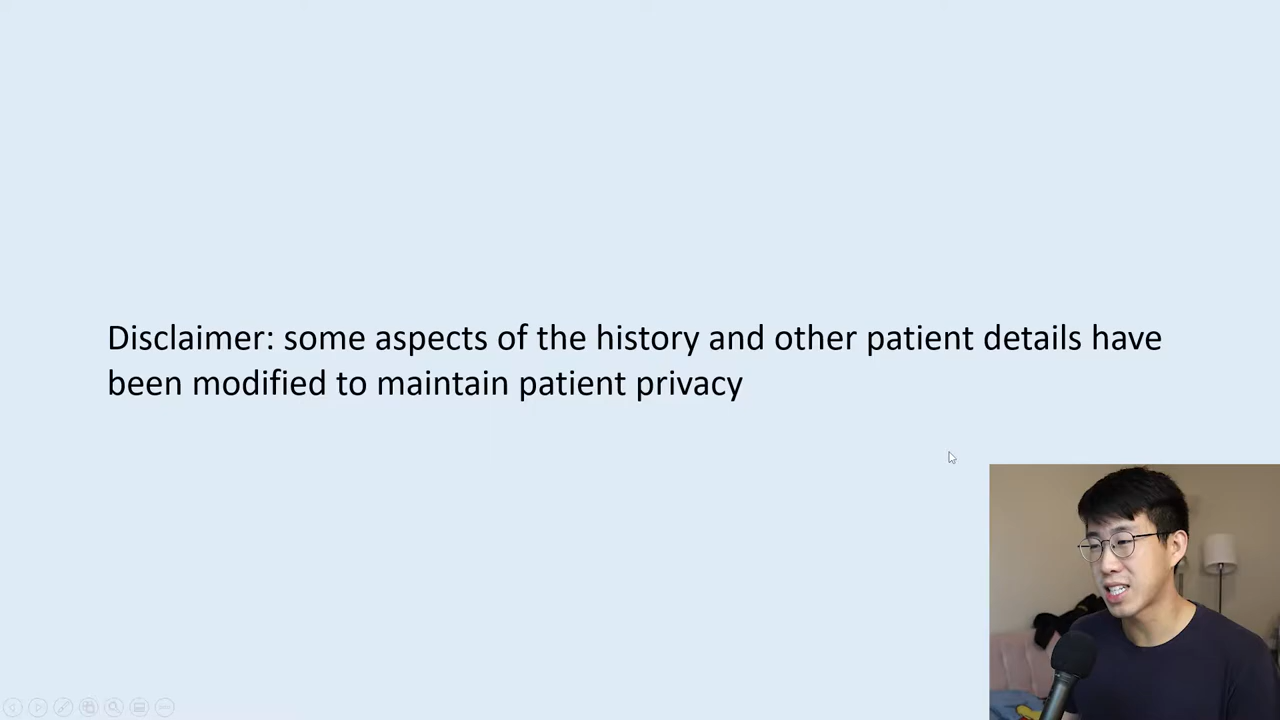 Disclaimer: some aspects of the history and other patient details have
been modified to maintain patient privacy